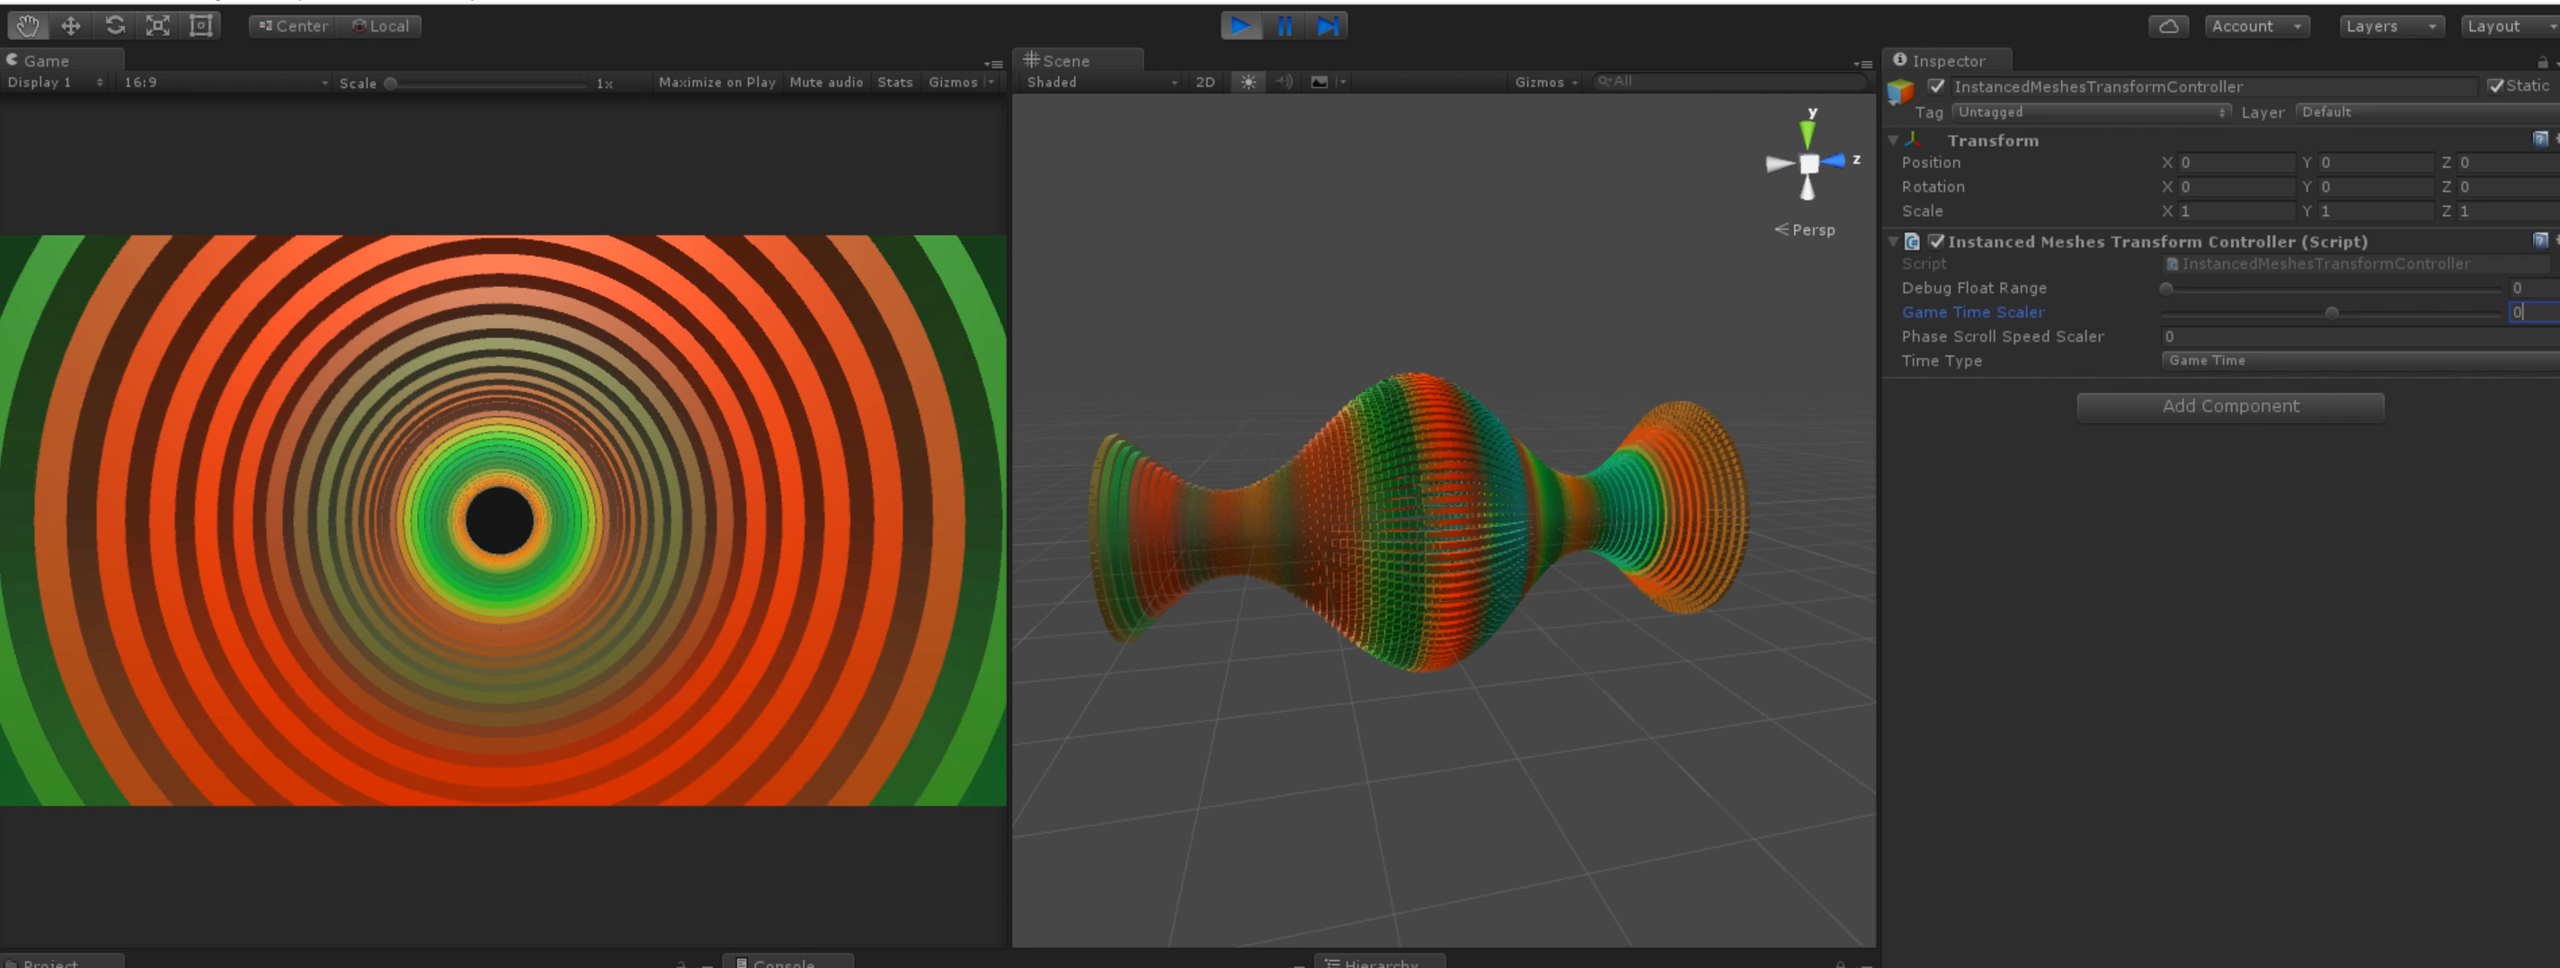 Center Local Account Layers Layout
Game
Display 1 16:9 Scale 1x Maximize on Play Mute audio Stats Gizmos
Scene
Shaded 2D Gizmos All
y
z
Persp
Inspector
InstancedMeshesTransformController Static
Tag Untagged Layer Default
Transform
Position X 0 Y 0 Z 0
Rotation X 0 Y 0 Z 0
Scale X 1 Y 1 Z 1
Instanced Meshes Transform Controller (Script)
Script InstancedMeshesTransformController
Debug Float Range 0
Game Time Scaler 0
Phase Scroll Speed Scaler 0
Time Type Game Time
Add Component
Project Console Hierarchy